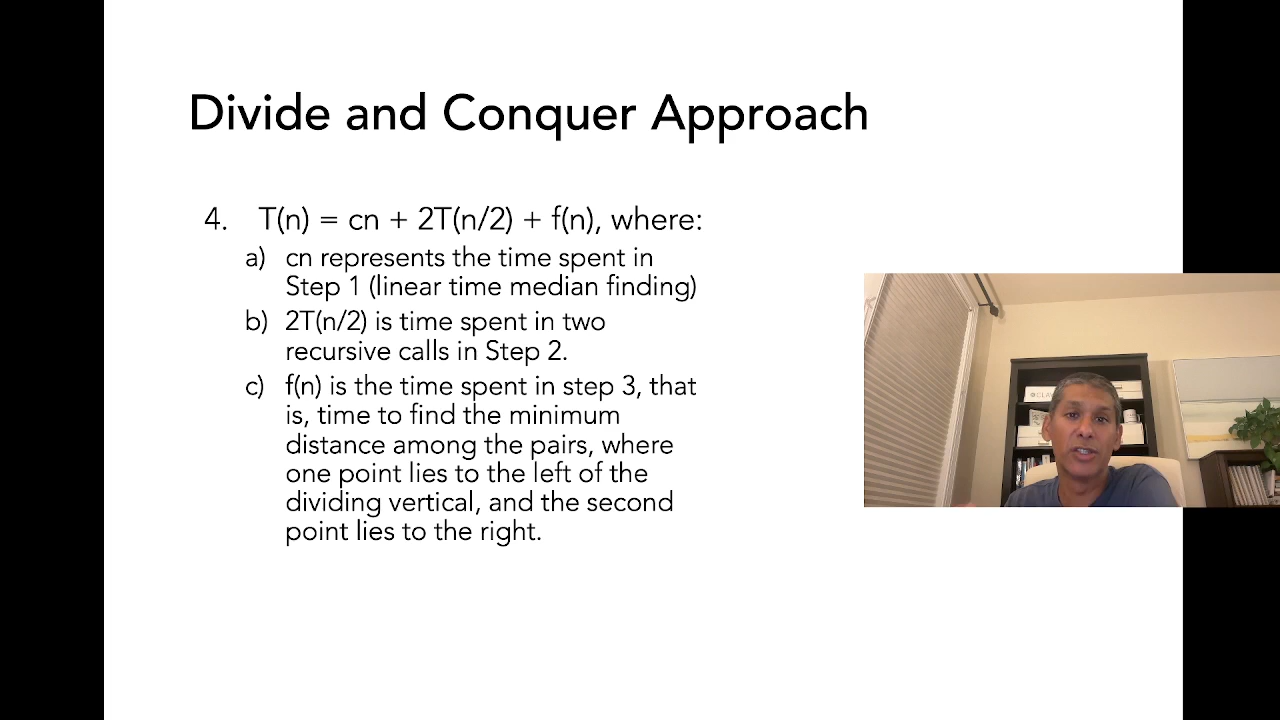 Divide and Conquer Approach
4. T(n) = cn + 2T(n/2) + f(n), where:
a) cn represents the time spent in
Step 1 (linear time median finding)
b) 2T(n/2) is time spent in two
recursive calls in Step 2.
c) f(n) is the time spent in step 3, that
is, time to find the minimum
distance among the pairs, where
one point lies to the left of the
dividing vertical, and the second
point lies to the right.